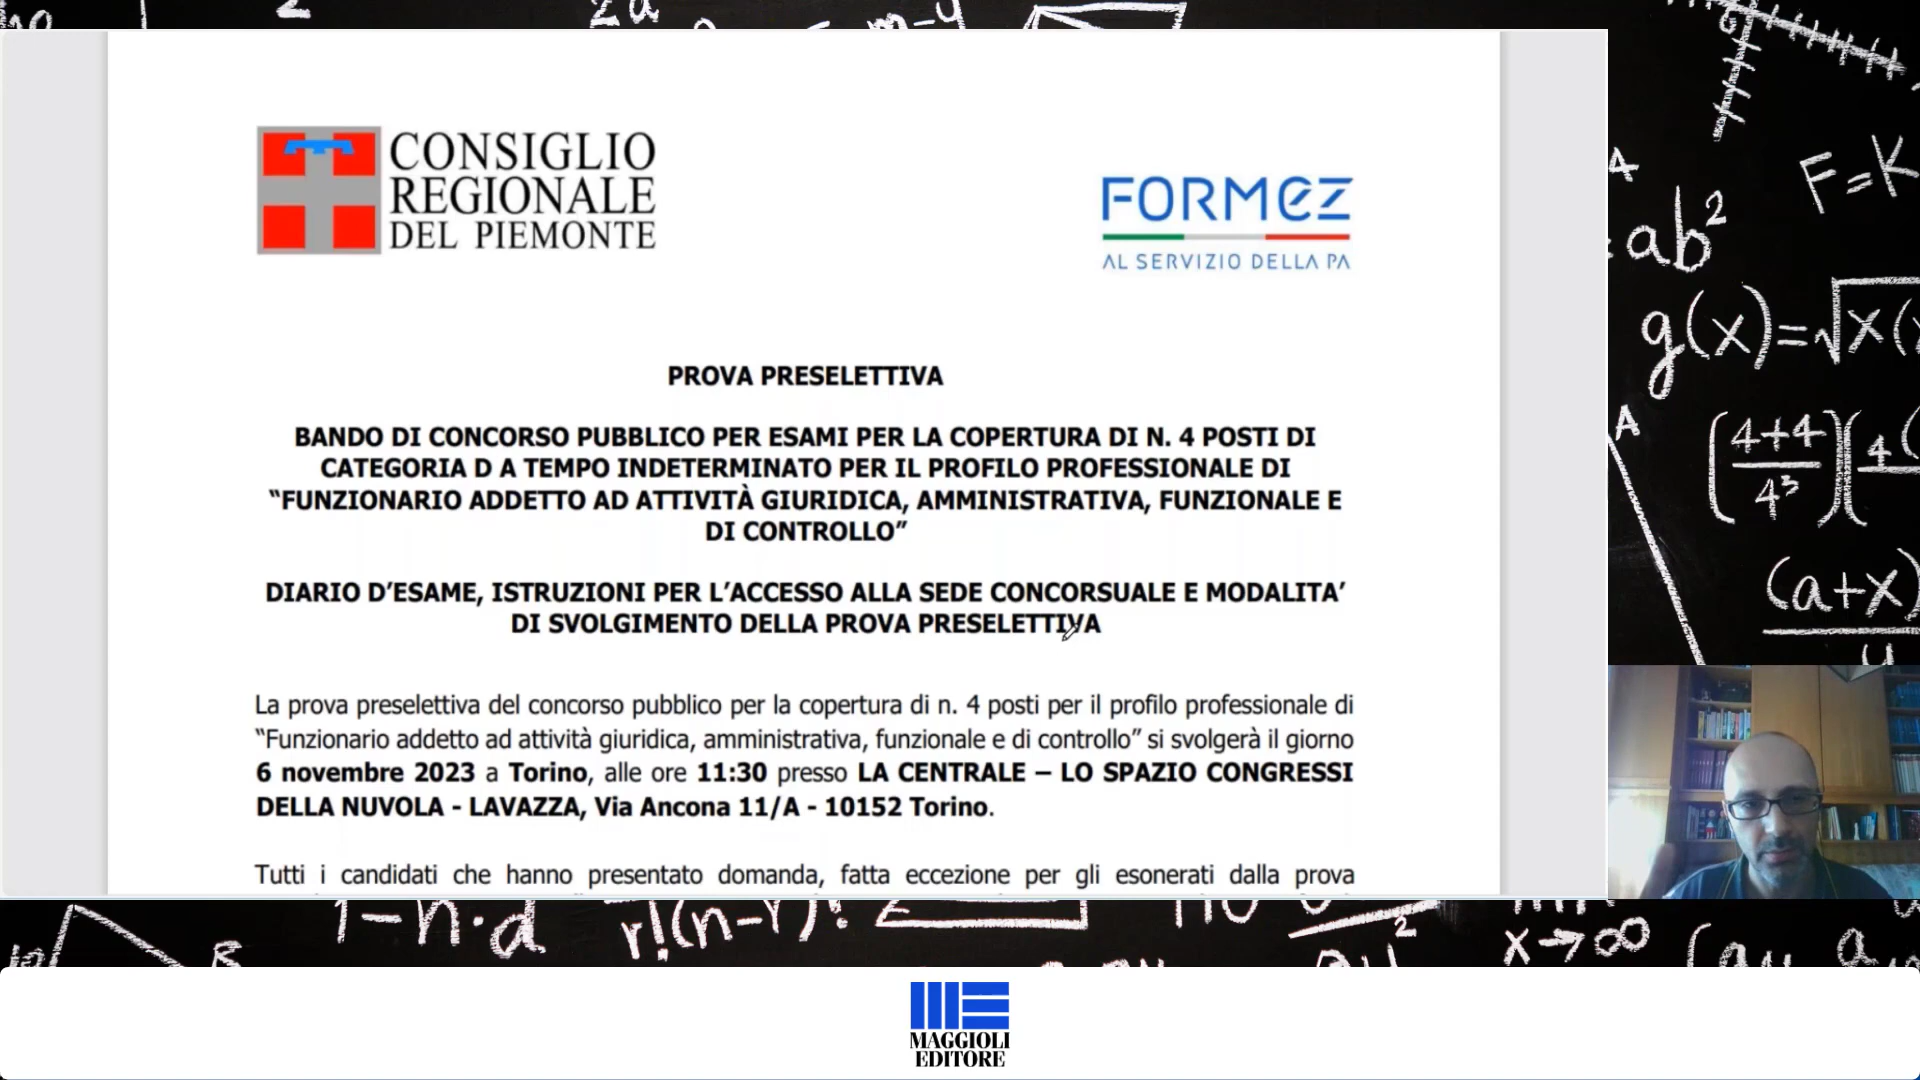 CONSIGLIO
REGIONALE
DEL PIEMONTE
FORMEZ
AL SERVIZIO DELLA PA
PROVA PRESELETTIVA
BANDO DI CONCORSO PUBBLICO PER ESAMI PER LA COPERTURA DI N. 4 POSTI DI
CATEGORIA D A TEMPO INDETERMINATO PER IL PROFILO PROFESSIONALE DI
“FUNZIONARIO ADDETTO AD ATTIVITÀ GIURIDICA, AMMINISTRATIVA, FUNZIONALE E
DI CONTROLLO”
DIARIO D’ESAME, ISTRUZIONI PER L’ACCESSO ALLA SEDE CONCORSUALE E MODALITA’
DI SVOLGIMENTO DELLA PROVA PRESELETTIVA
La prova preselettiva del concorso pubblico per la copertura di n. 4 posti per il profilo professionale di
“Funzionario addetto ad attività giuridica, amministrativa, funzionale e di controllo” si svolgerà il giorno
6 novembre 2023 a Torino, alle ore 11:30 presso LA CENTRALE – LO SPAZIO CONGRESSI
DELLA NUVOLA - LAVAZZA, Via Ancona 11/A - 10152 Torino.
Tutti i candidati che hanno presentato domanda, fatta eccezione per gli esonerati dalla prova
F=K
ab²
g(x)=√x(
A
4+4
4³
(a+x)
1-n·d
r!(n-r)!
x→∞
MAGGIOLI
EDITORE